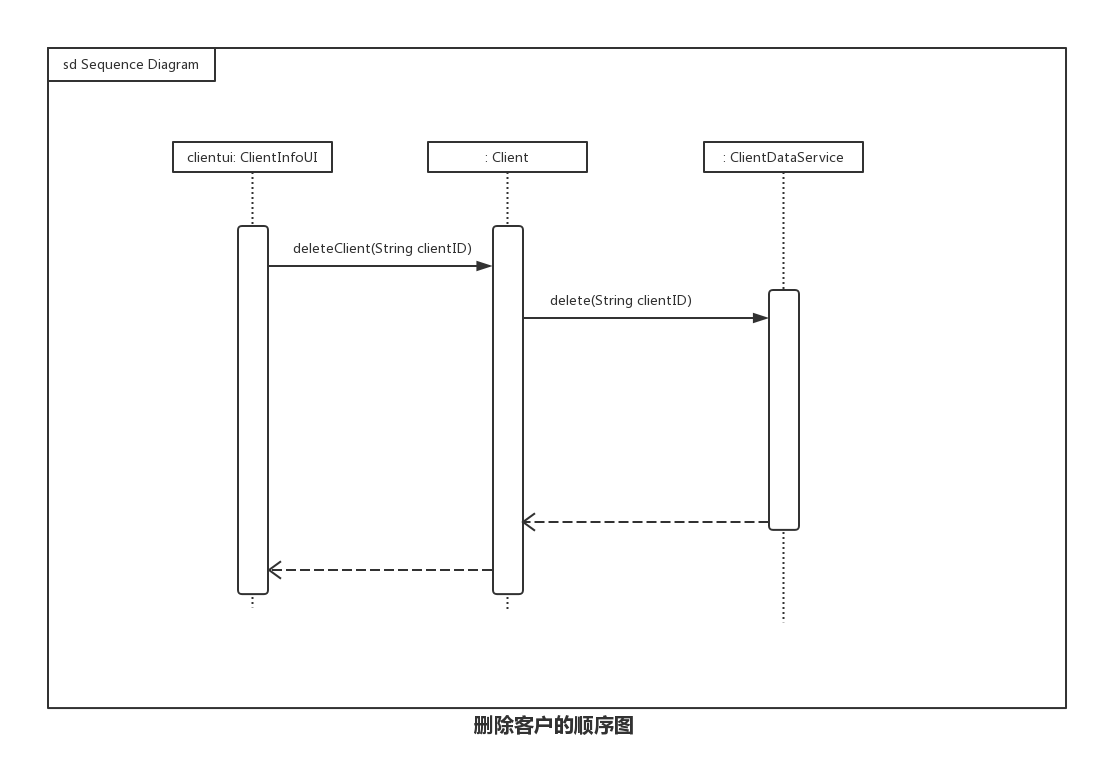 sd Sequence Diagram
clientui: ClientInfoUI
: Client
: ClientDataService
deleteClient(String clientID)
delete(String clientID)
删除客户的顺序图